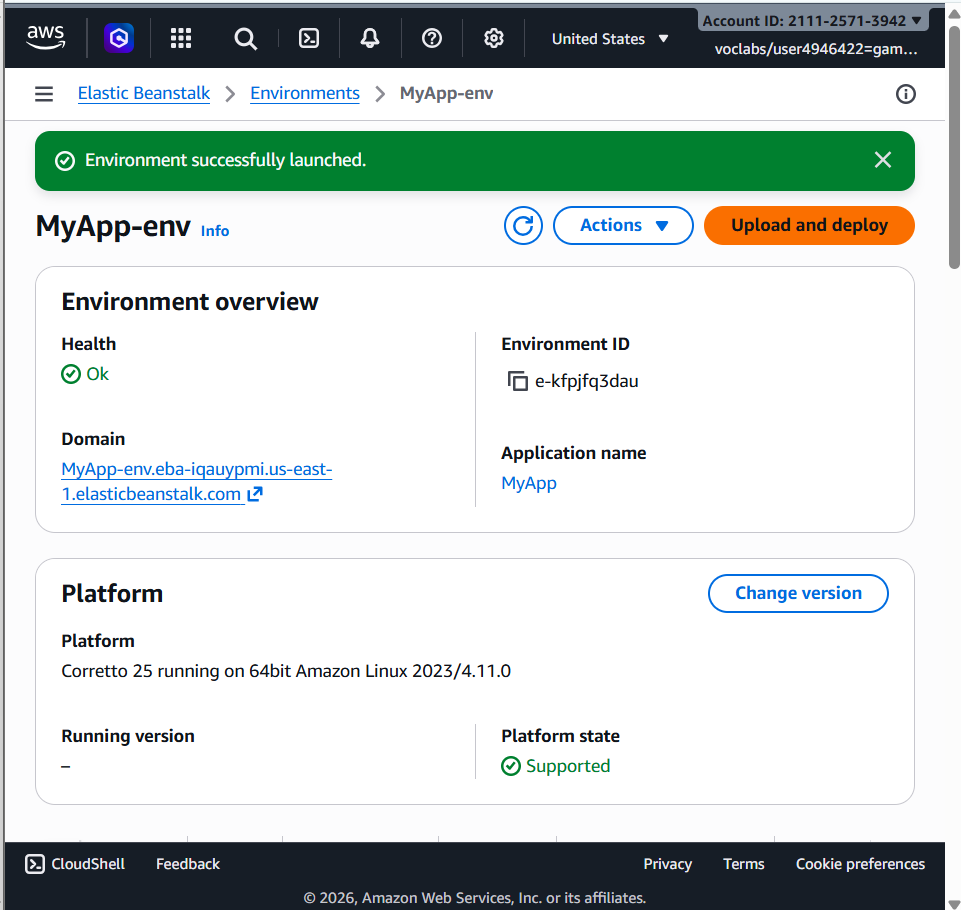 aws
United States
Account ID: 2111-2571-3942
voclabs/user4946422=gam...
Elastic Beanstalk
Environments
MyApp-env
Environment successfully launched.
MyApp-env
Info
Actions
Upload and deploy
Environment overview
Health
Ok
Domain
MyApp-env.eba-iqauypmi.us-east-
1.elasticbeanstalk.com
Environment ID
e-kfpjfq3dau
Application name
MyApp
Platform
Change version
Platform
Corretto 25 running on 64bit Amazon Linux 2023/4.11.0
Running version
–
Platform state
Supported
CloudShell
Feedback
Privacy
Terms
Cookie preferences
© 2026, Amazon Web Services, Inc. or its affiliates.